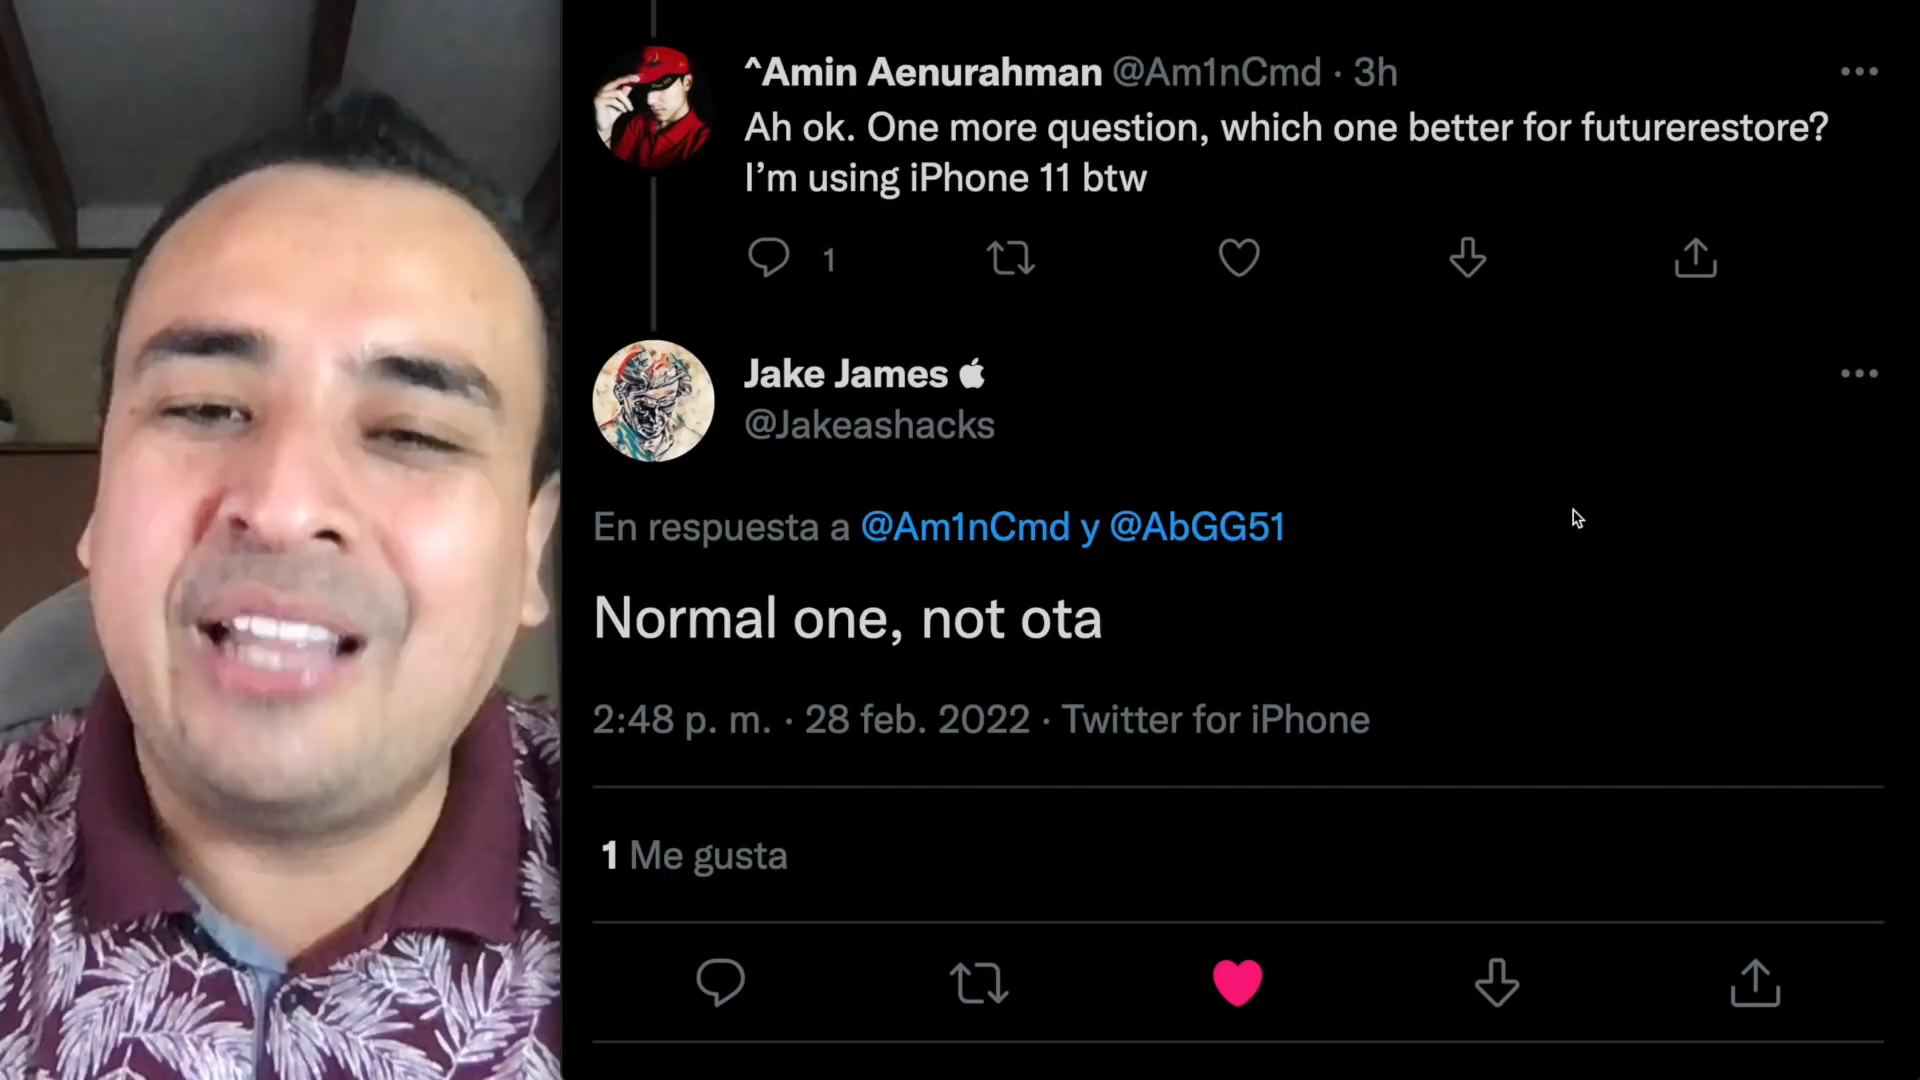 ^Amin Aenurahman @Am1nCmd · 3h
Ah ok. One more question, which one better for futurerestore?
I’m using iPhone 11 btw
1
Jake James 
@Jakeashacks
En respuesta a @Am1nCmd y @AbGG51
Normal one, not ota
2:48 p. m. · 28 feb. 2022 · Twitter for iPhone
1 Me gusta